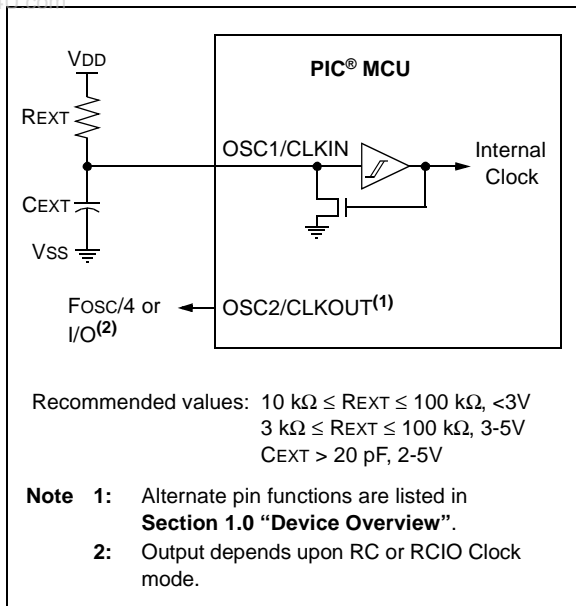 VDD
PIC® MCU
REXT
OSC1/CLKIN
Internal
Clock
CEXT
VSS
FOSC/4 or
I/O(2)
OSC2/CLKOUT(1)
Recommended values: 10 kΩ ≤ REXT ≤ 100 kΩ, <3V
3 kΩ ≤ REXT ≤ 100 kΩ, 3-5V
CEXT > 20 pF, 2-5V
Note 1: Alternate pin functions are listed in
Section 1.0 “Device Overview”.
2: Output depends upon RC or RCIO Clock
mode.